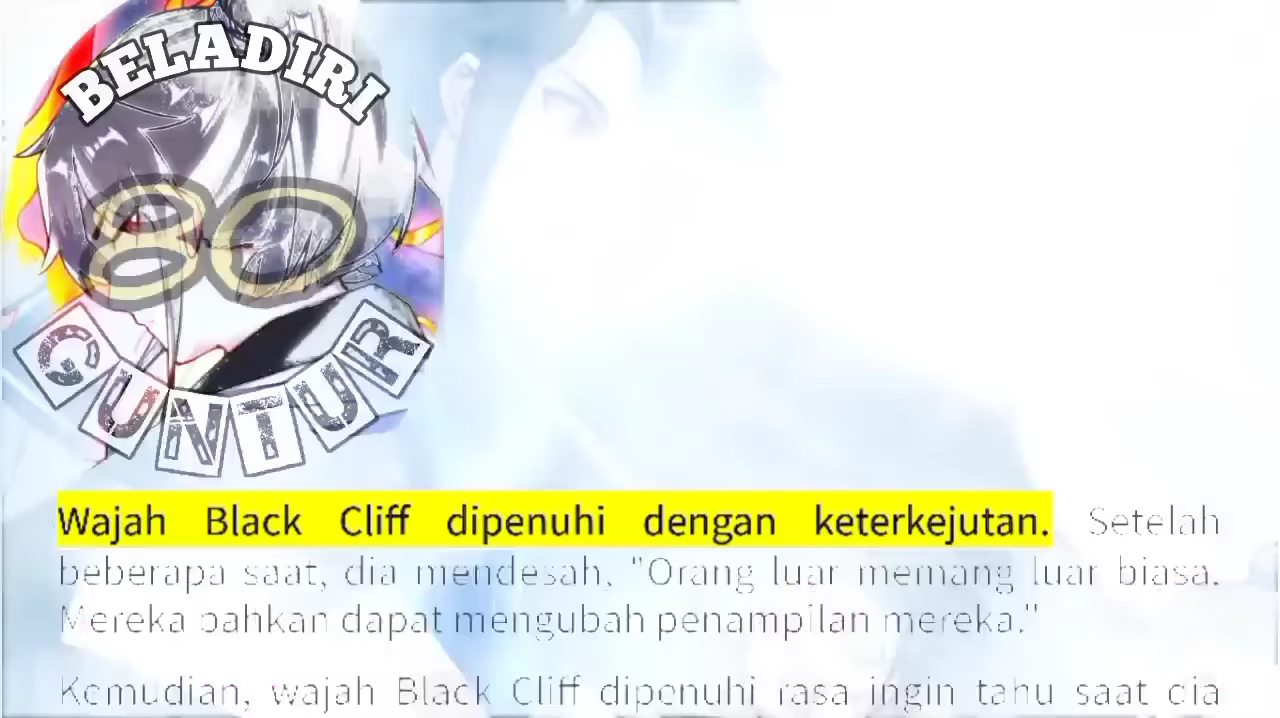 BELADIRI
80
GUNTUR
Wajah Black Cliff dipenuhi dengan keterkejutan. Setelah
beberapa saat, dia mendesah, "Orang luar memang luar biasa.
Mereka bahkan dapat mengubah penampilan mereka."
Kemudian, wajah Black Cliff dipenuhi rasa ingin tahu saat dia